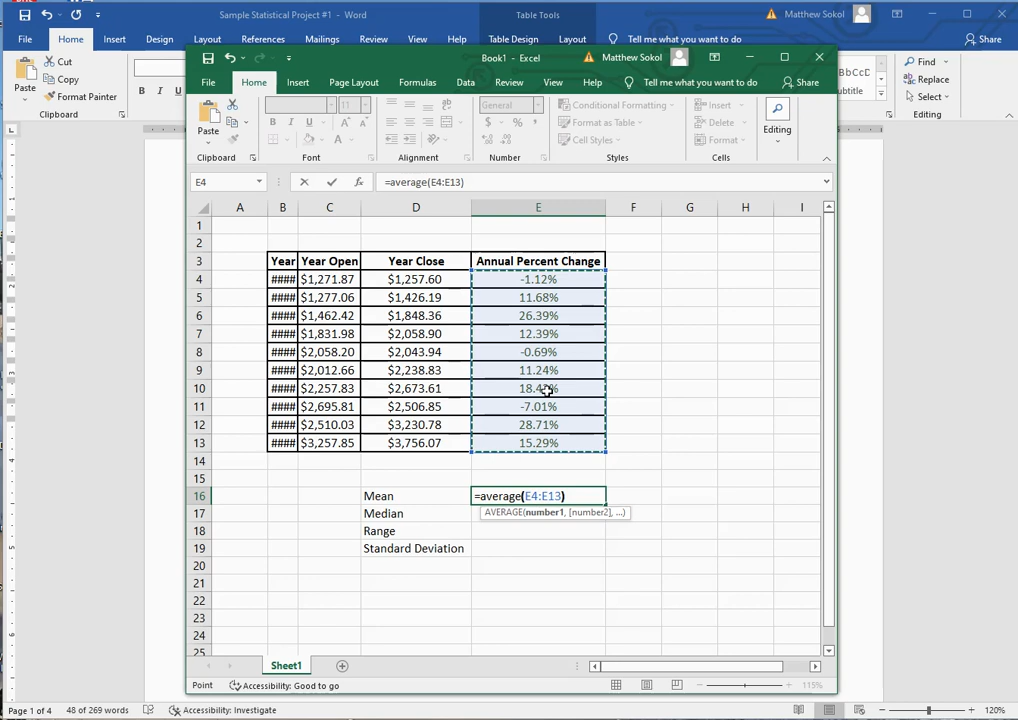 Sample Statistical Project #1 - Word
Table Tools
Matthew Sokol
File Home Insert Design Layout References Mailings Review View Help Table Design Layout Tell me what you want to do Share
Book1 - Excel
Matthew Sokol
File Home Insert Page Layout Formulas Data Review View Help Tell me what you want to do Share
Paste
Cut
Copy
Format Painter
Clipboard
B I U
Paste
Clipboard
11
B I U
Font
Alignment
General
$ % ,
Number
Conditional Formatting
Format as Table
Cell Styles
Styles
Insert
Delete
Format
Cells
Editing
Find
Replace
Select
Editing
BbCcD
ubtitle
E4
=average(E4:E13)
A B C D E F G H I
1
2
3 Year Year Open Year Close Annual Percent Change
4 #### $1,271.87 $1,257.60 -1.12%
5 #### $1,277.06 $1,426.19 11.68%
6 #### $1,462.42 $1,848.36 26.39%
7 #### $1,831.98 $2,058.90 12.39%
8 #### $2,058.20 $2,043.94 -0.69%
9 #### $2,012.66 $2,238.83 11.24%
10 #### $2,257.83 $2,673.61
11 #### $2,695.81 $2,506.85 -7.01%
12 #### $2,510.03 $3,230.78 28.71%
13 #### $3,257.85 $3,756.07 15.29%
14
15
16 Mean =average(E4:E13)
17 Median AVERAGE(number1, [number2], ...)
18 Range
19 Standard Deviation
20
21
22
23
24
25
Sheet1
Point Accessibility: Good to go 115%
Page 1 of 4 48 of 269 words Accessibility: Investigate 120%